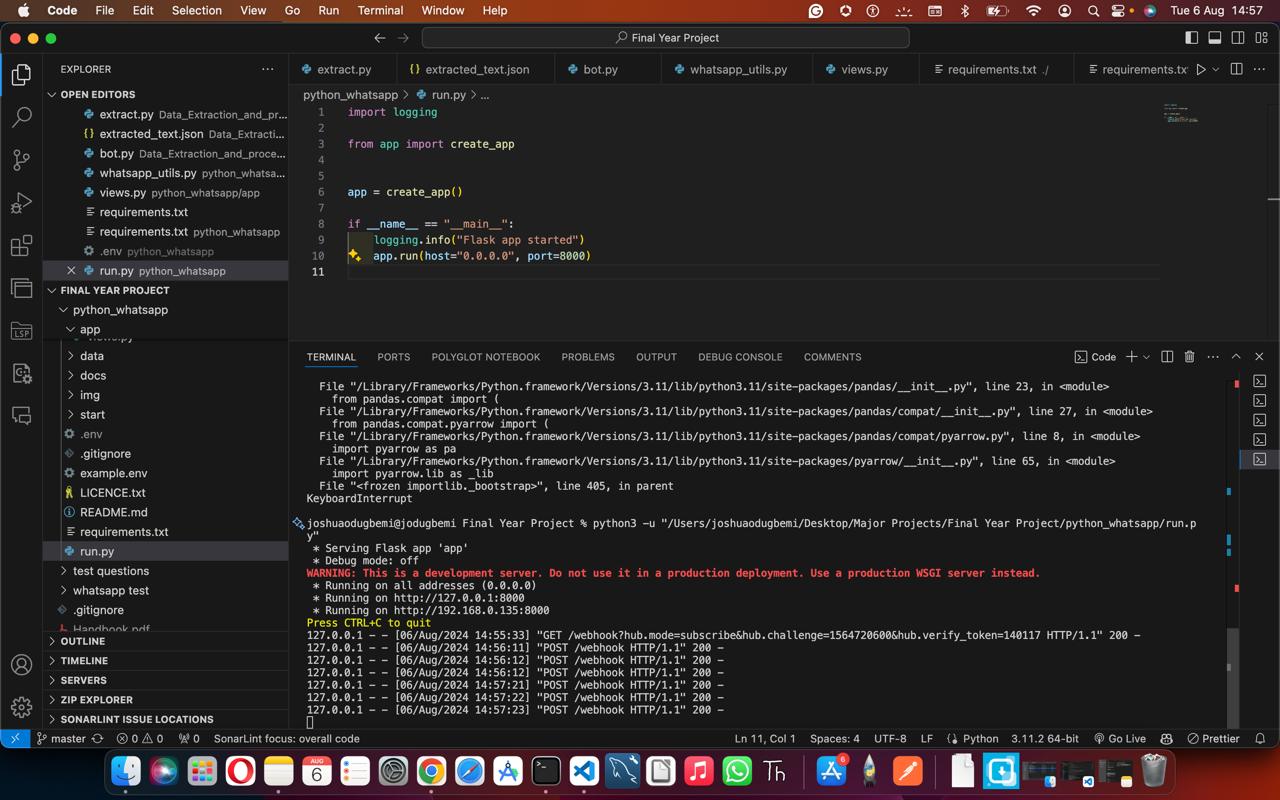 Code File Edit Selection View Go Run Terminal Window Help Tue 6 Aug 14:57
Final Year Project
EXPLORER
OPEN EDITORS
extract.py Data_Extraction_and_pr...
extracted_text.json Data_Extracti...
bot.py Data_Extraction_and_proce...
whatsapp_utils.py python_whatsa...
views.py python_whatsapp/app
requirements.txt
requirements.txt python_whatsapp
.env python_whatsapp
run.py python_whatsapp
FINAL YEAR PROJECT
python_whatsapp
app
views.py
data
docs
img
start
.env
.gitignore
example.env
LICENCE.txt
README.md
requirements.txt
run.py
test questions
whatsapp test
.gitignore
Handbook.pdf
OUTLINE
TIMELINE
SERVERS
ZIP EXPLORER
SONARLINT ISSUE LOCATIONS
extract.py {} extracted_text.json bot.py whatsapp_utils.py views.py requirements.txt ./ requirements.tx
python_whatsapp > run.py > ...
1 import logging
2
3 from app import create_app
4
5
6 app = create_app()
7
8 if __name__ == "__main__":
9 logging.info("Flask app started")
10 app.run(host="0.0.0.0", port=8000)
11
TERMINAL PORTS POLYGLOT NOTEBOOK PROBLEMS OUTPUT DEBUG CONSOLE COMMENTS Code
File "/Library/Frameworks/Python.framework/Versions/3.11/lib/python3.11/site-packages/pandas/__init__.py", line 23, in <module>
from pandas.compat import (
File "/Library/Frameworks/Python.framework/Versions/3.11/lib/python3.11/site-packages/pandas/compat/__init__.py", line 27, in <module>
from pandas.compat.pyarrow import (
File "/Library/Frameworks/Python.framework/Versions/3.11/lib/python3.11/site-packages/pandas/compat/pyarrow.py", line 8, in <module>
import pyarrow as pa
File "/Library/Frameworks/Python.framework/Versions/3.11/lib/python3.11/site-packages/pyarrow/__init__.py", line 65, in <module>
import pyarrow.lib as _lib
File "<frozen importlib._bootstrap>", line 405, in parent
KeyboardInterrupt
joshuaodugbemi@jodugbemi Final Year Project % python3 -u "/Users/joshuaodugbemi/Desktop/Major Projects/Final Year Project/python_whatsapp/run.p
y"
* Serving Flask app 'app'
* Debug mode: off
WARNING: This is a development server. Do not use it in a production deployment. Use a production WSGI server instead.
* Running on all addresses (0.0.0.0)
* Running on http://127.0.0.1:8000
* Running on http://192.168.0.135:8000
Press CTRL+C to quit
127.0.0.1 - - [06/Aug/2024 14:55:33] "GET /webhook?hub.mode=subscribe&hub.challenge=1564720600&hub.verify_token=140117 HTTP/1.1" 200 -
127.0.0.1 - - [06/Aug/2024 14:56:11] "POST /webhook HTTP/1.1" 200 -
127.0.0.1 - - [06/Aug/2024 14:56:12] "POST /webhook HTTP/1.1" 200 -
127.0.0.1 - - [06/Aug/2024 14:56:12] "POST /webhook HTTP/1.1" 200 -
127.0.0.1 - - [06/Aug/2024 14:57:21] "POST /webhook HTTP/1.1" 200 -
127.0.0.1 - - [06/Aug/2024 14:57:22] "POST /webhook HTTP/1.1" 200 -
127.0.0.1 - - [06/Aug/2024 14:57:23] "POST /webhook HTTP/1.1" 200 -
master 0 0 0 SonarLint focus: overall code Ln 11, Col 1 Spaces: 4 UTF-8 LF Python 3.11.2 64-bit Go Live Prettier
AUG
6
Th
6